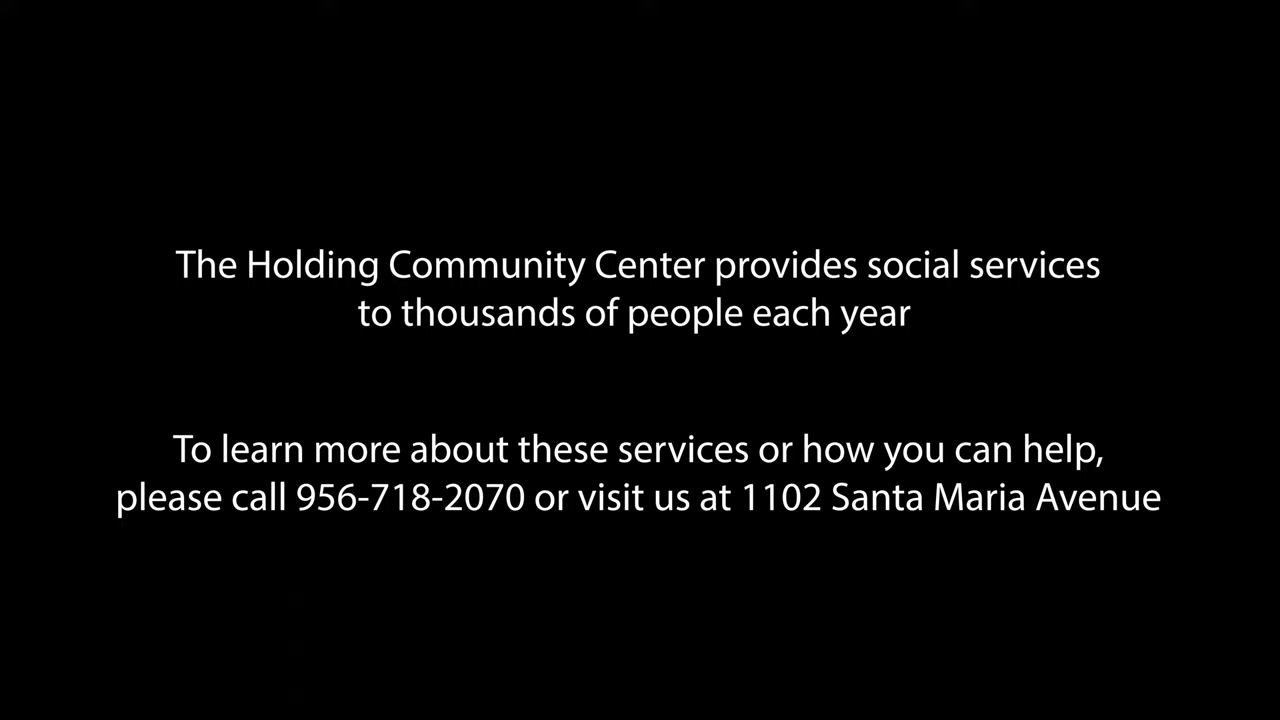 The Holding Community Center provides social services
to thousands of people each year
To learn more about these services or how you can help,
please call 956-718-2070 or visit us at 1102 Santa Maria Avenue